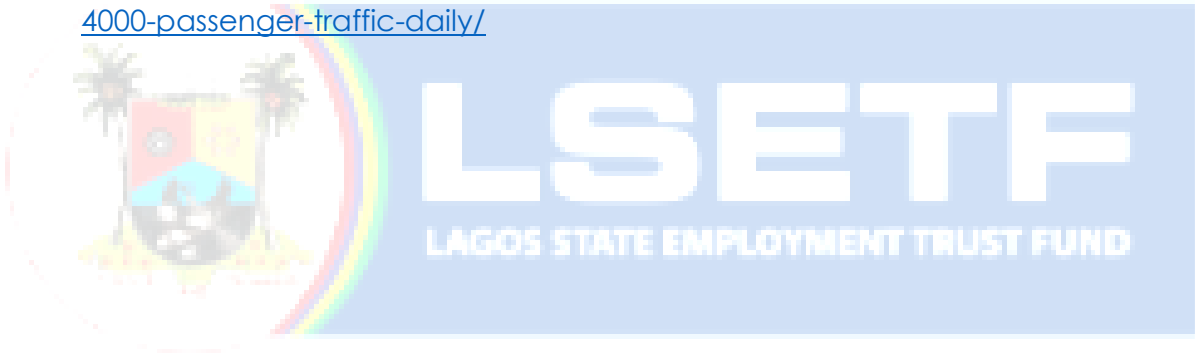 4000-passenger-traffic-daily/
LSETF
LAGOS STATE EMPLOYMENT TRUST FUND